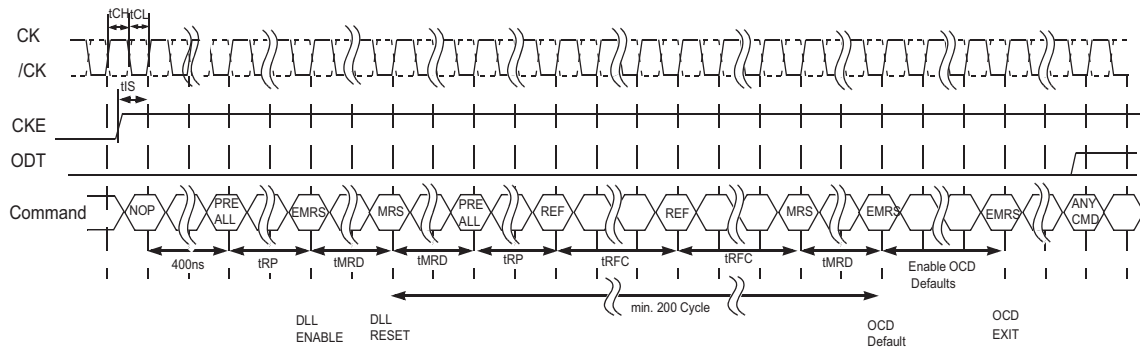 tCH tCL
CK
/CK
tIS
CKE
ODT
Command
NOP
PRE
ALL
EMRS
MRS
PRE
ALL
REF
REF
MRS
EMRS
EMRS
ANY
CMD
400ns
tRP
tMRD
tMRD
tRP
tRFC
tRFC
tMRD
Enable OCD
Defaults
min. 200 Cycle
DLL
ENABLE
DLL
RESET
OCD
Default
OCD
EXIT